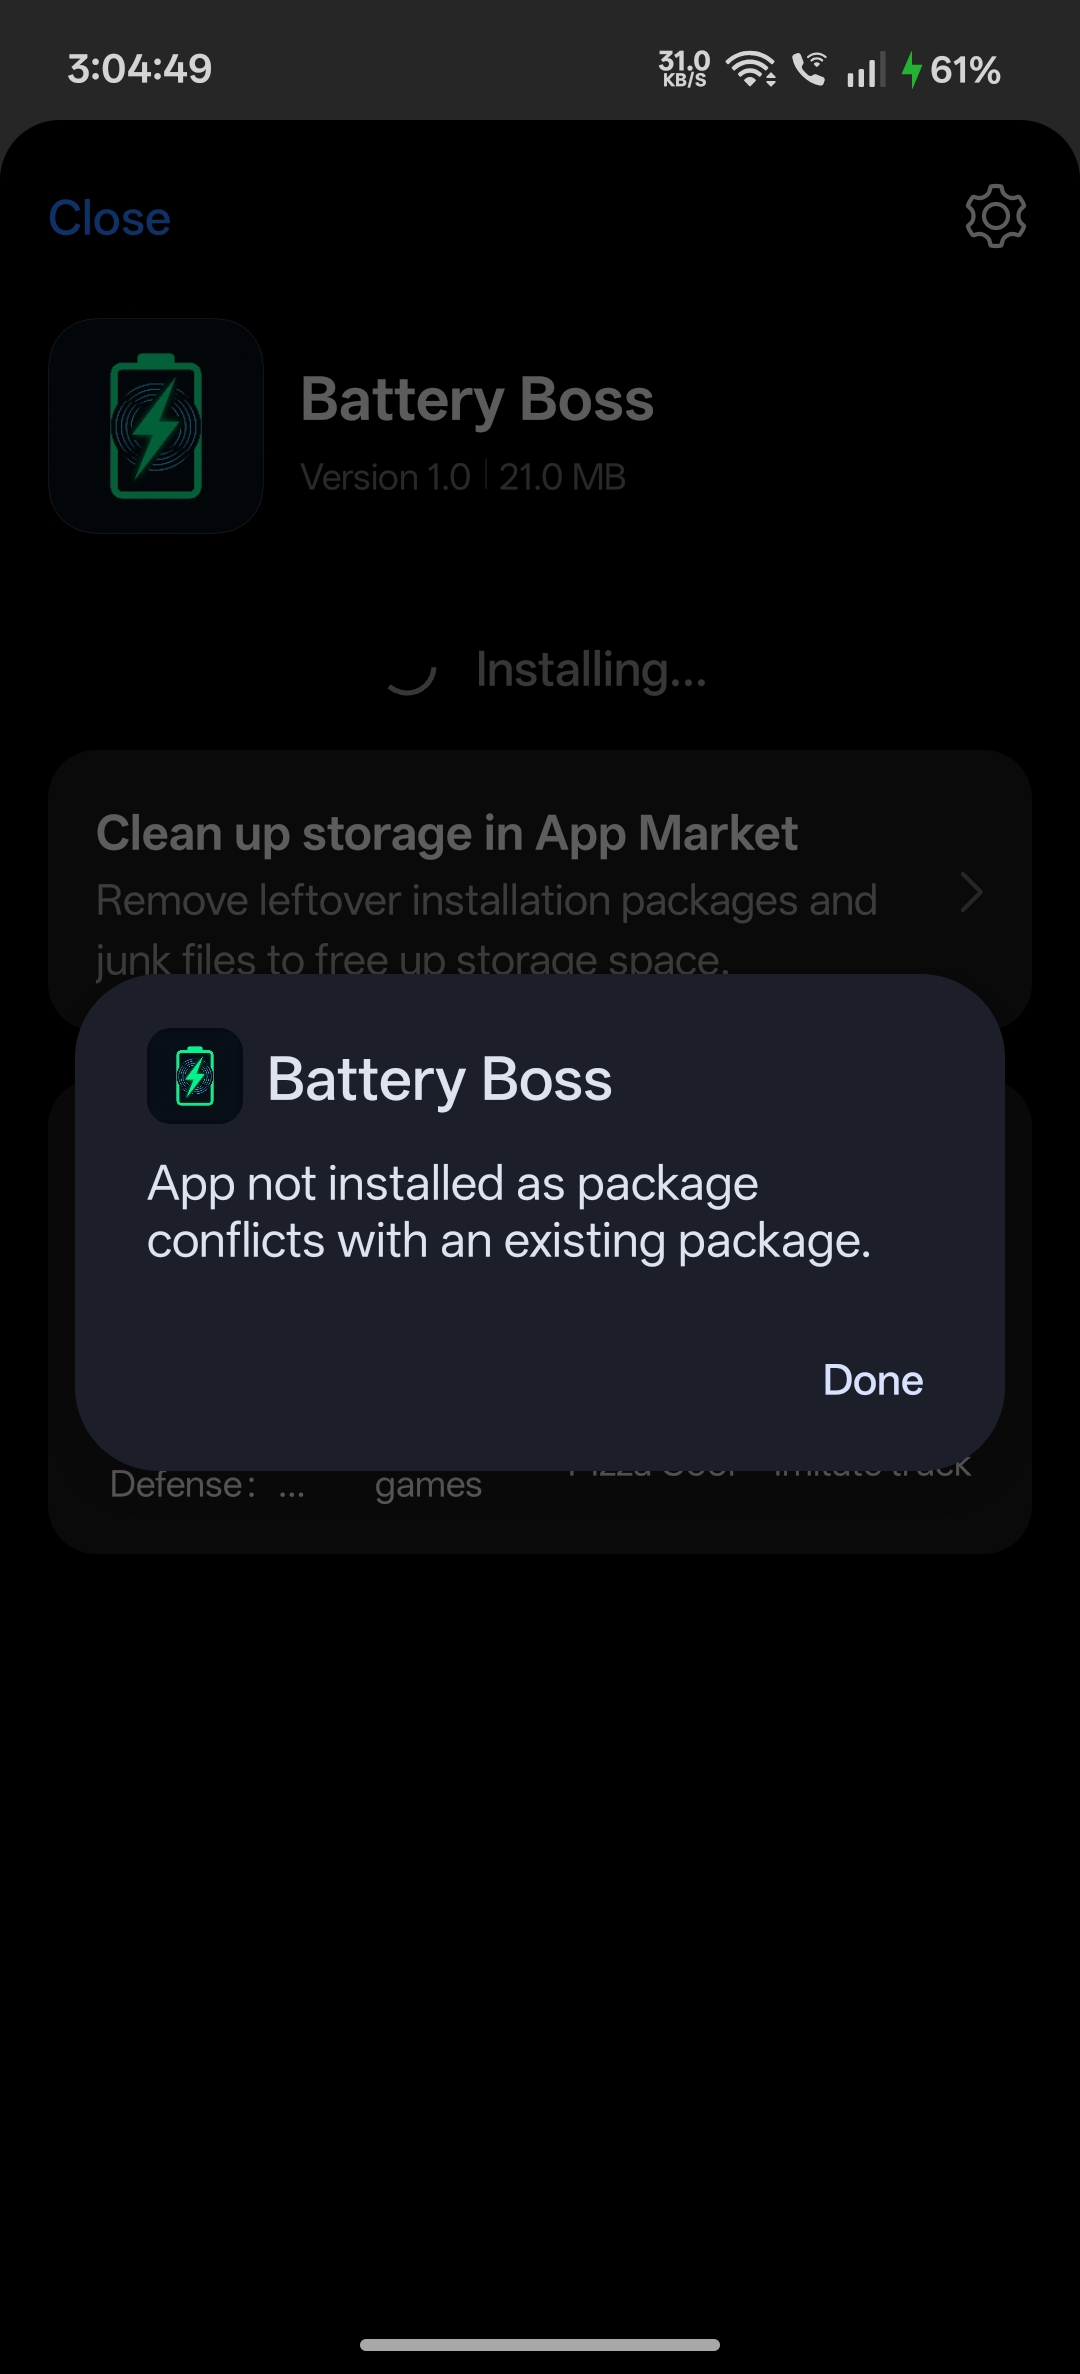 3:04:49
31.0
KB/S
61%
Close
Battery Boss
Version 1.0 | 21.0 MB
Installing...
Clean up storage in App Market
Remove leftover installation packages and
junk files to free up storage space.
Battery Boss
App not installed as package
conflicts with an existing package.
Done
Defense: ...
games
imitate truck